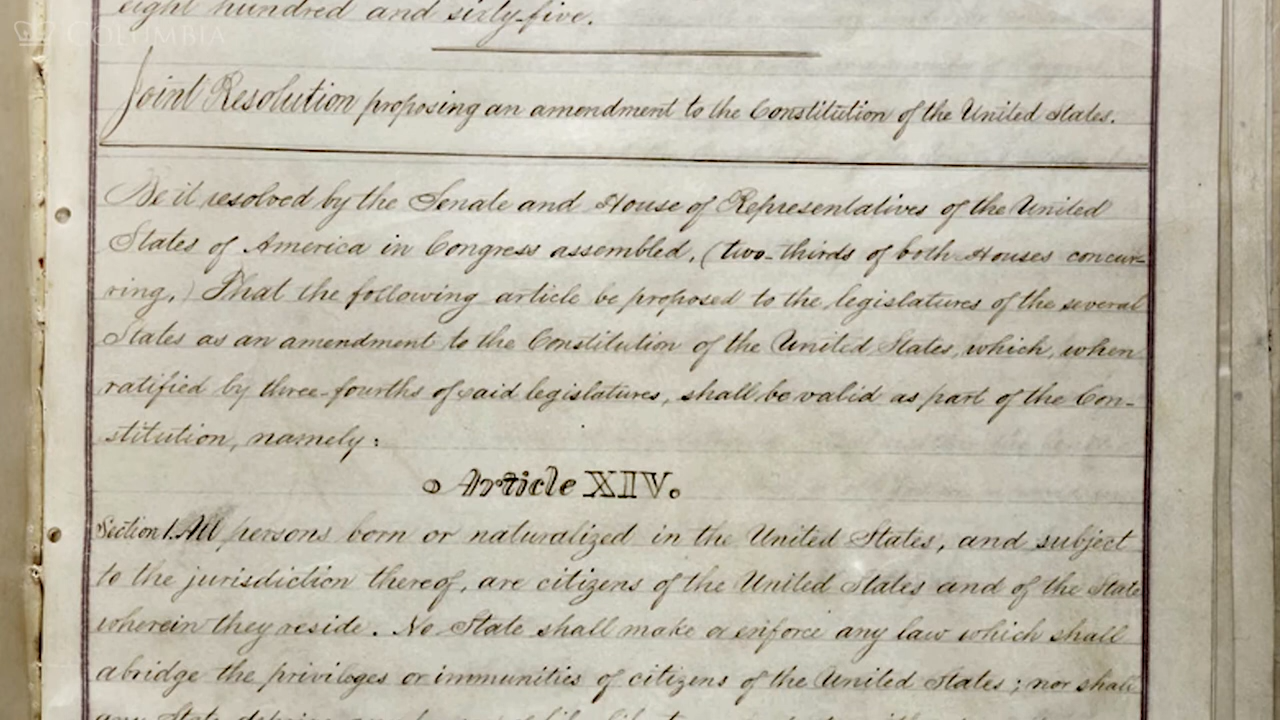 COLUMBIA
eight hundred and sixty-five.
Joint Resolution proposing an amendment to the Constitution of the United States.
Be it resolved by the Senate and House of Representatives of the United
States of America in Congress assembled, (two-thirds of both Houses concur-
ring,) That the following article be proposed to the legislatures of the several
States as an amendment to the Constitution of the United States, which, when
ratified by three-fourths of said legislatures, shall be valid as part of the Con-
stitution, namely:
Article XIV.
Section 1. All persons born or naturalized in the United States, and subject
to the jurisdiction thereof, are citizens of the United States and of the State
wherein they reside. No State shall make or enforce any law which shall
abridge the privileges or immunities of citizens of the United States; nor shall
any State